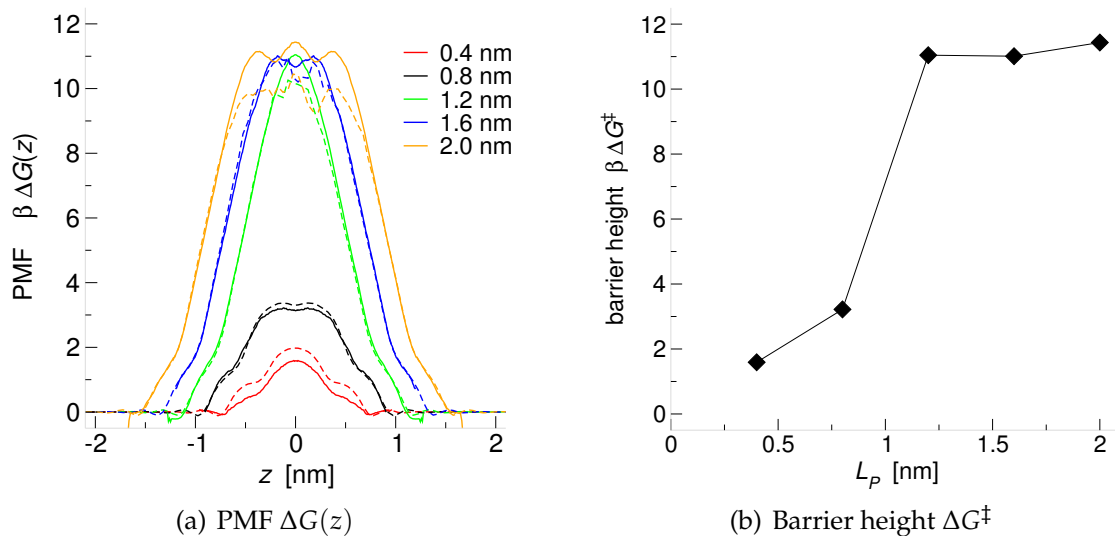 12
10
8
6
4
2
0
PMF β ΔG(z)
0.4 nm
0.8 nm
1.2 nm
1.6 nm
2.0 nm
-2 -1 0 1 2
z [nm]
(a) PMF ΔG(z)
12
10
8
6
4
2
0
barrier height β ΔG‡
0 0.5 1 1.5 2
L_P [nm]
(b) Barrier height ΔG‡